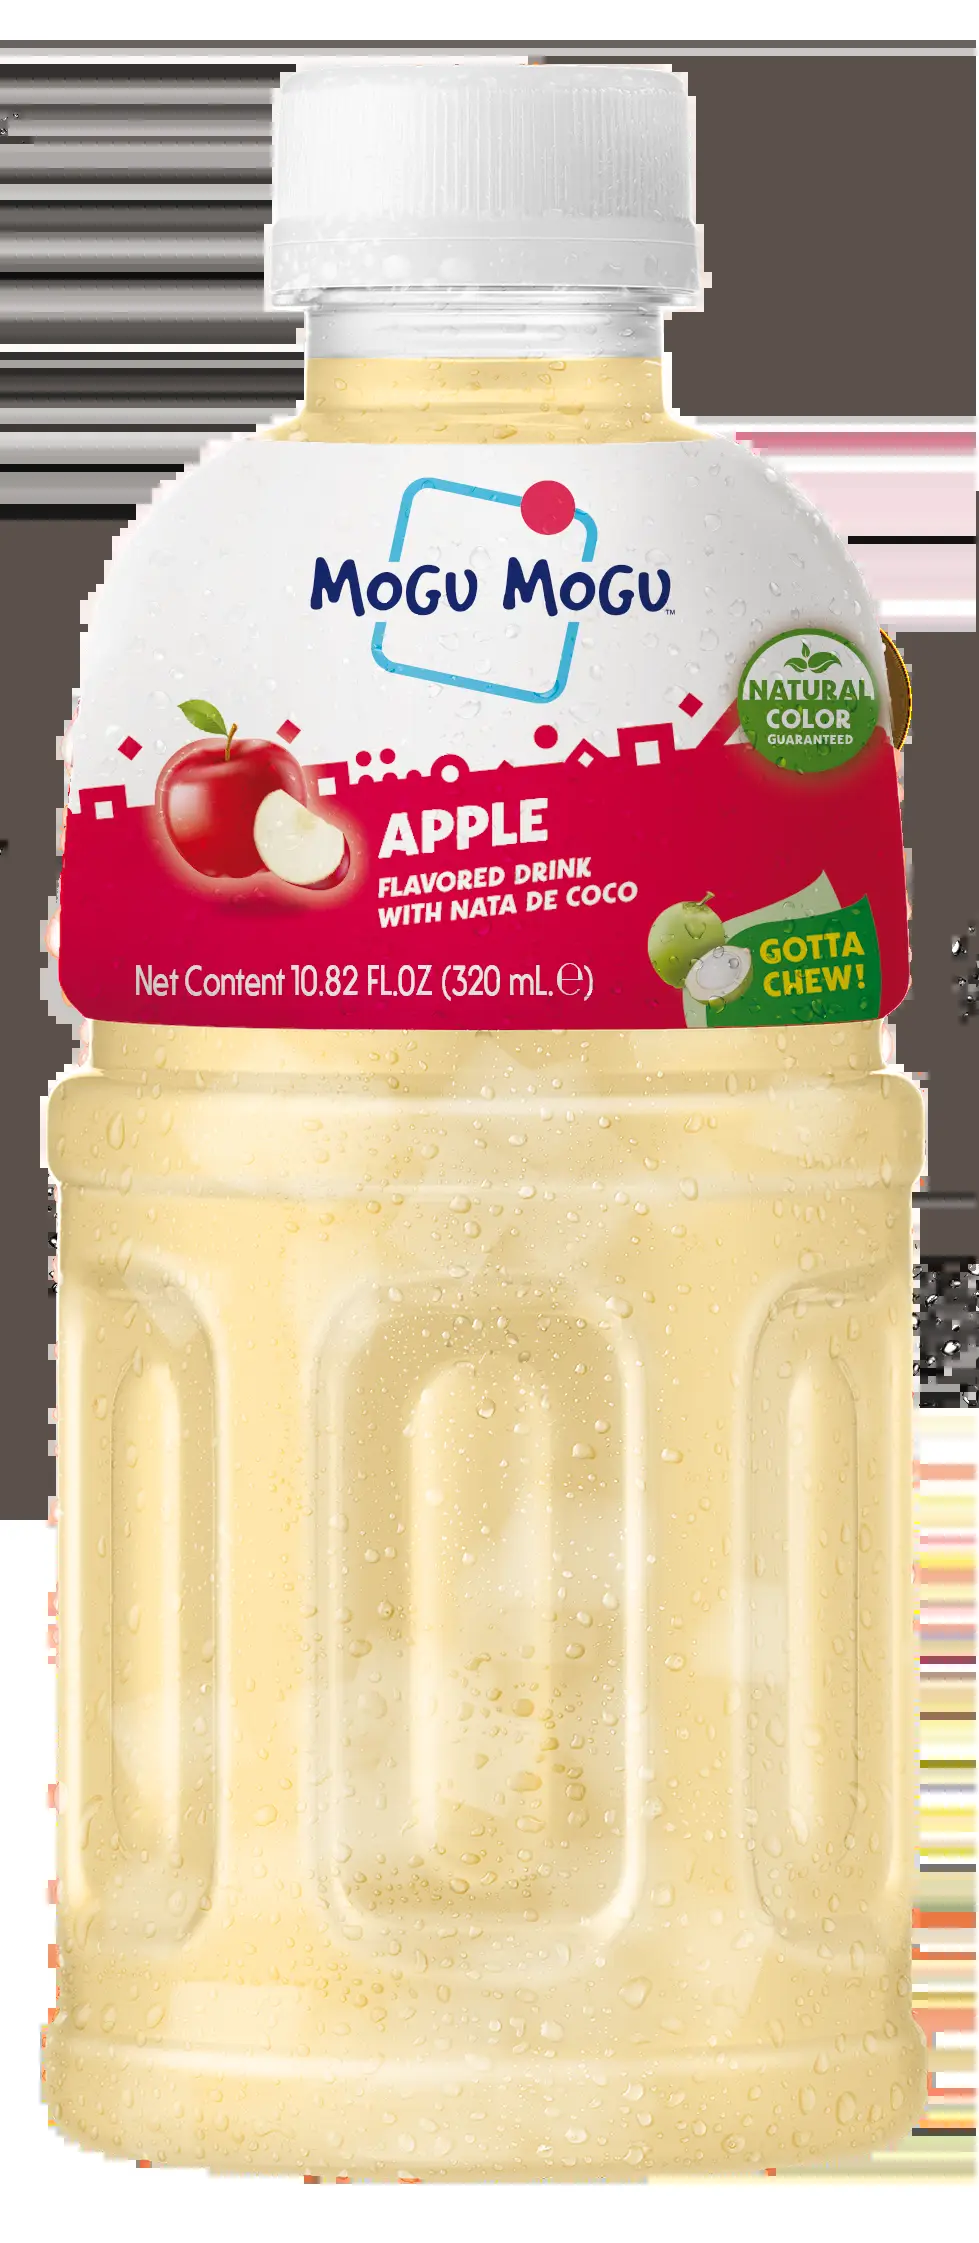 MOGU MOGU™
NATURAL
COLOR
GUARANTEED
APPLE
FLAVORED DRINK
WITH NATA DE COCO
GOTTA
CHEW!
Net Content 10.82 FL.OZ (320 mL.℮)